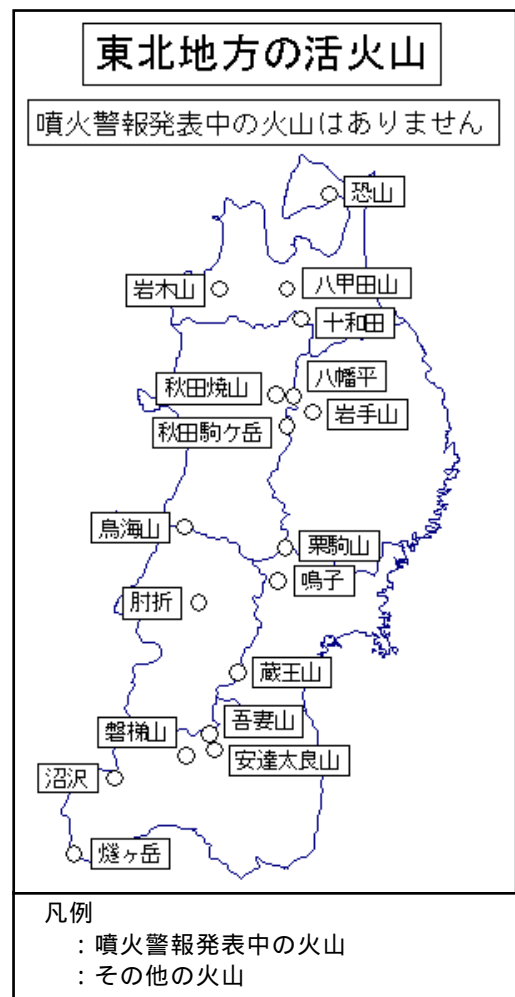 東北地方の活火山
噴火警報発表中の火山はありません
恐山
岩木山
八甲田山
十和田
八幡平
秋田焼山
岩手山
秋田駒ケ岳
鳥海山
栗駒山
鳴子
肘折
蔵王山
吾妻山
磐梯山
安達太良山
沼沢
燧ヶ岳
凡例
：噴火警報発表中の火山
：その他の火山